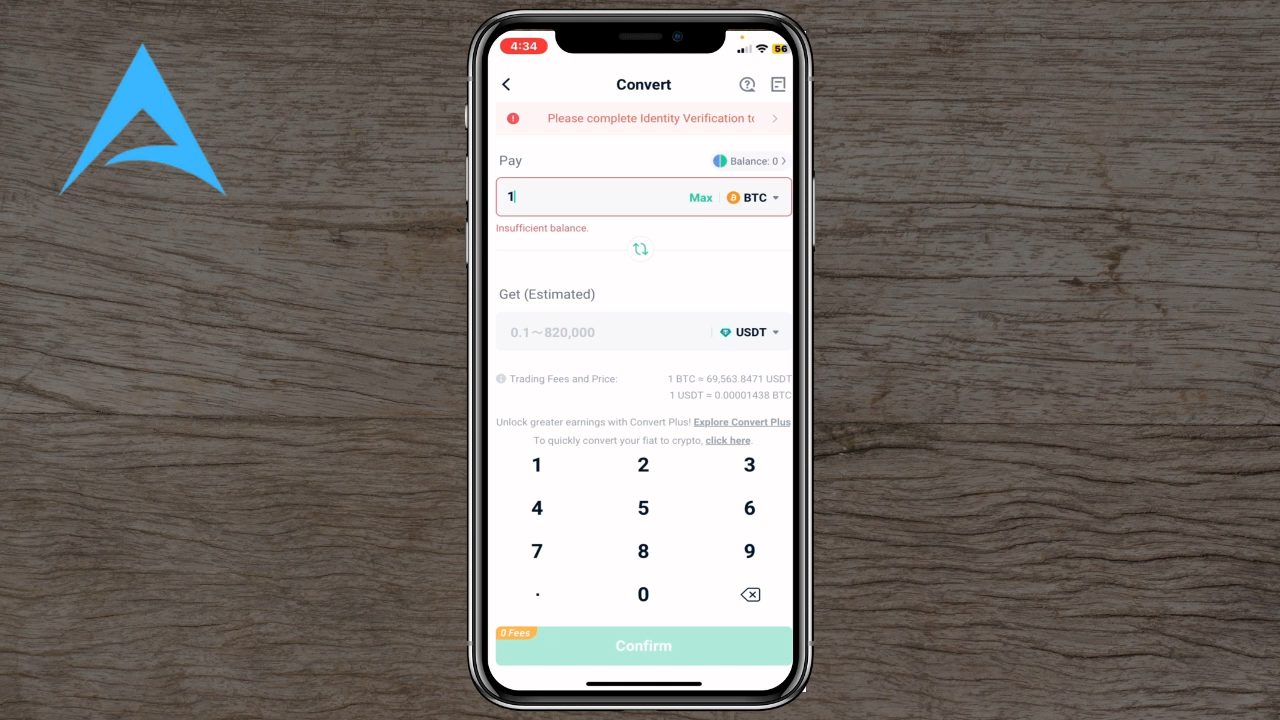 4:34
56
Convert
Please complete Identity Verification to
Pay
Balance: 0
1
Max
BTC
Insufficient balance.
Get (Estimated)
0.1~820,000
USDT
Trading Fees and Price:
1 BTC ≈ 69,563.8471 USDT
1 USDT ≈ 0.00001438 BTC
Unlock greater earnings with Convert Plus! Explore Convert Plus
To quickly convert your fiat to crypto, click here.
1 2 3
4 5 6
7 8 9
. 0
0 Fees
Confirm